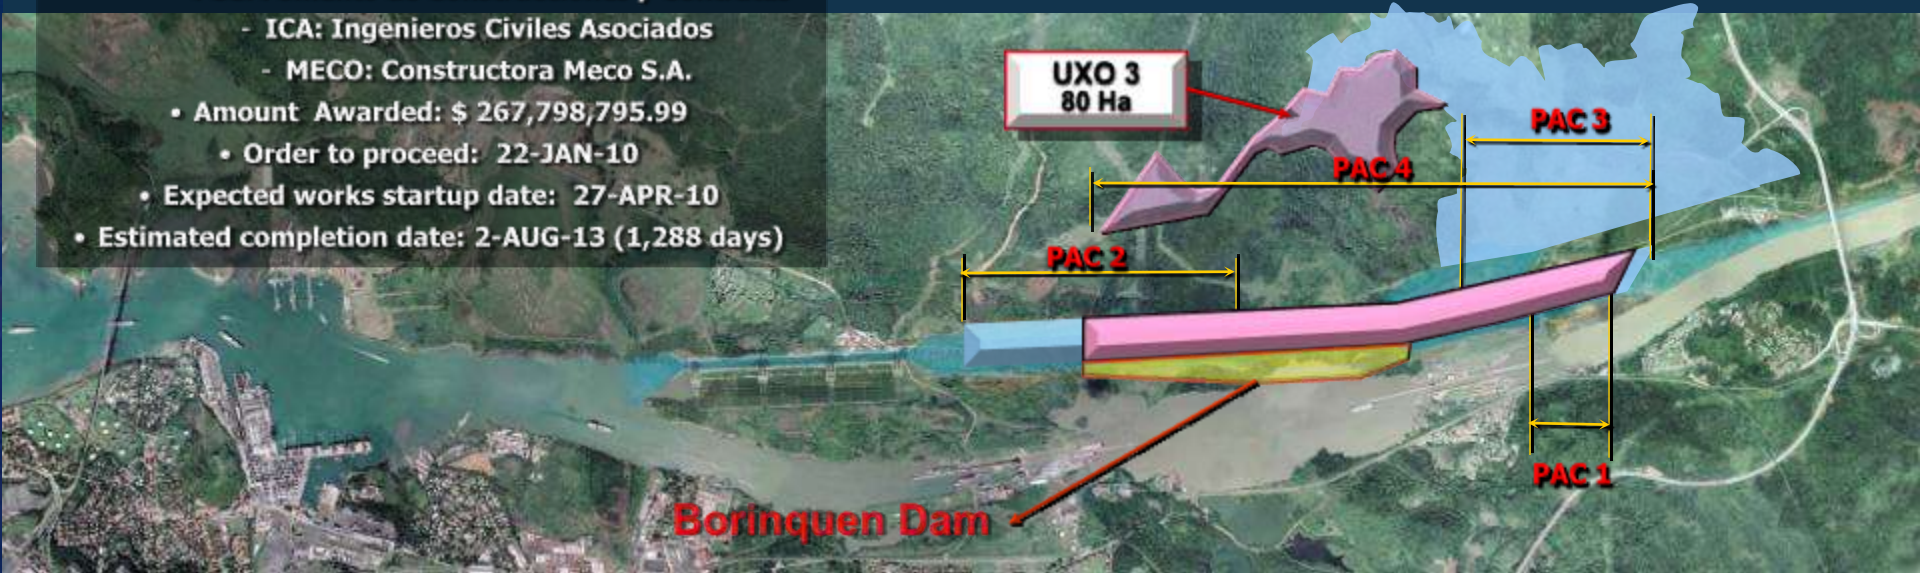 - ICA: Ingenieros Civiles Asociados
- MECO: Constructora Meco S.A.
• Amount Awarded: $ 267,798,795.99
• Order to proceed: 22-JAN-10
• Expected works startup date: 27-APR-10
• Estimated completion date: 2-AUG-13 (1,288 days)
UXO 3
80 Ha
PAC 3
PAC 4
PAC 2
PAC 1
Borinquen Dam